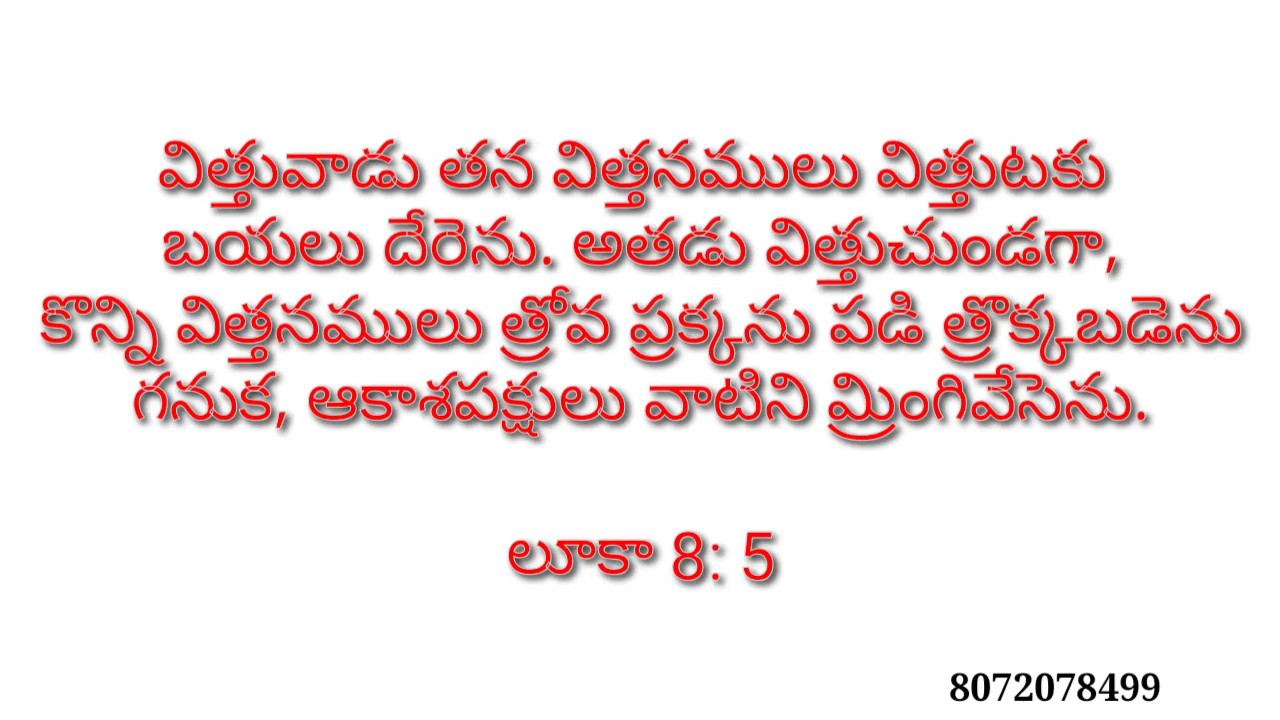 విత్తువాడు తన విత్తనములు విత్తుటకు
బయలు దేరెను. అతడు విత్తుచుండగా,
కొన్ని విత్తనములు త్రోవ ప్రక్కను పడి త్రొక్కబడెను
గనుక, ఆకాశపక్షులు వాటిని మ్రింగివేసెను.
లూకా 8: 5
8072078499